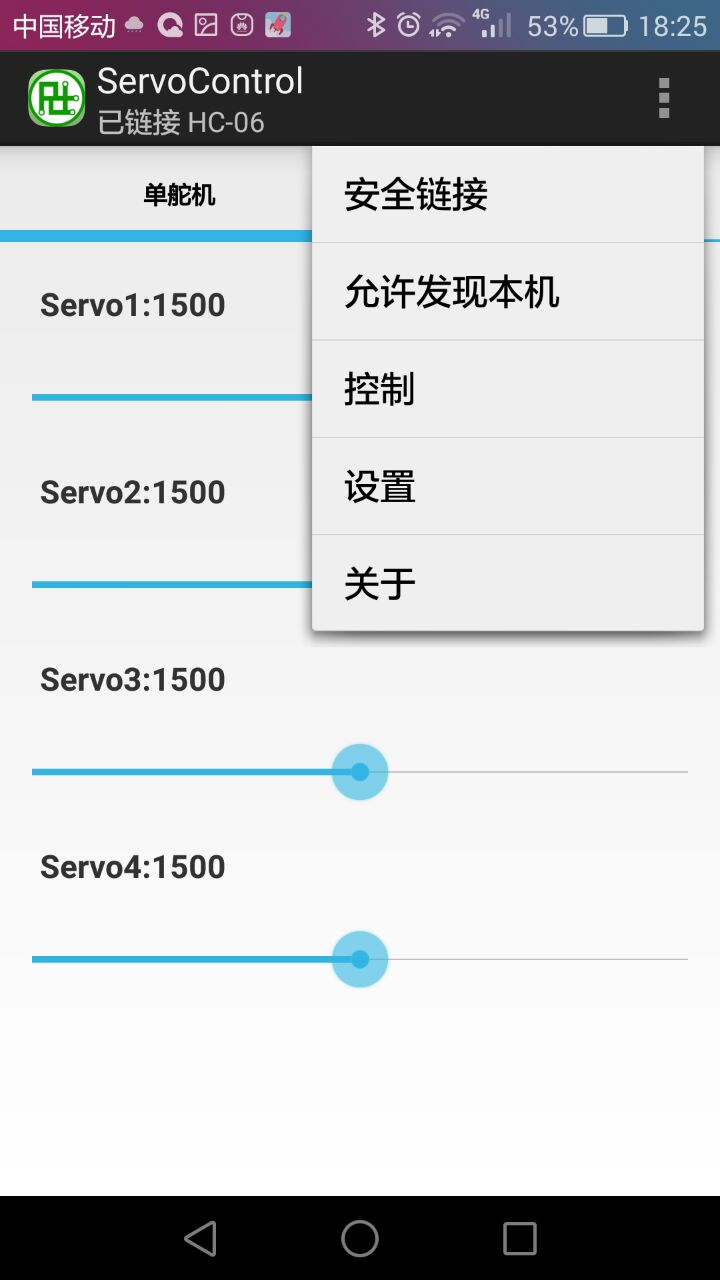 中国移动 4G 53% 18:25
ServoControl
已链接 HC-06
单舵机
安全链接
允许发现本机
控制
设置
关于
Servo1:1500
Servo2:1500
Servo3:1500
Servo4:1500